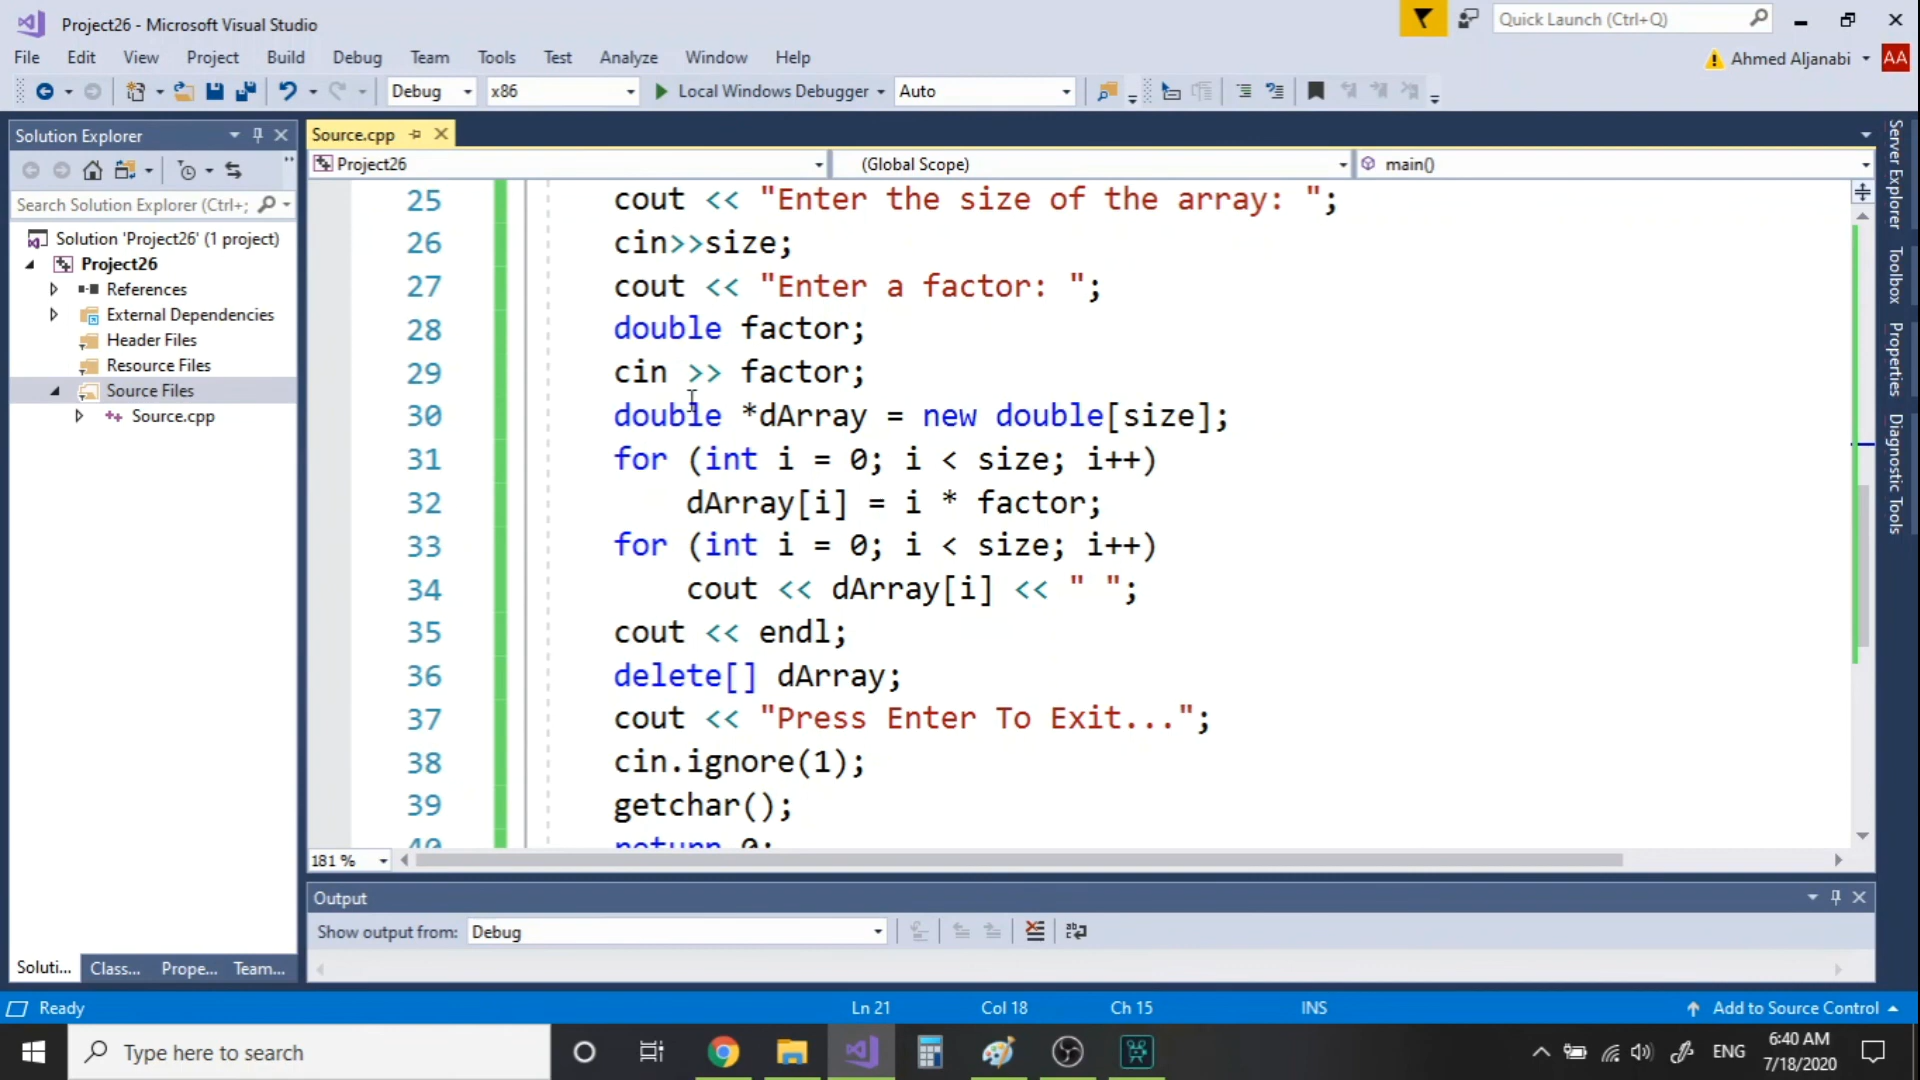 Project26 - Microsoft Visual Studio
Quick Launch (Ctrl+Q)
File Edit View Project Build Debug Team Tools Test Analyze Window Help
Ahmed Aljanabi AA
Debug x86 Local Windows Debugger Auto
Solution Explorer
Search Solution Explorer (Ctrl+;
Solution 'Project26' (1 project)
Project26
References
External Dependencies
Header Files
Resource Files
Source Files
Source.cpp
Soluti... Class... Prope... Team...
Source.cpp
Project26 (Global Scope) main()
25 cout << "Enter the size of the array: ";
26 cin>>size;
27 cout << "Enter a factor: ";
28 double factor;
29 cin >> factor;
30 double *dArray = new double[size];
31 for (int i = 0; i < size; i++)
32 dArray[i] = i * factor;
33 for (int i = 0; i < size; i++)
34 cout << dArray[i] << " ";
35 cout << endl;
36 delete[] dArray;
37 cout << "Press Enter To Exit...";
38 cin.ignore(1);
39 getchar();
40 return 0;
181 %
Output
Show output from: Debug
Server Explorer
Toolbox
Properties
Diagnostic Tools
Ready Ln 21 Col 18 Ch 15 INS Add to Source Control
Type here to search
ENG
6:40 AM
7/18/2020